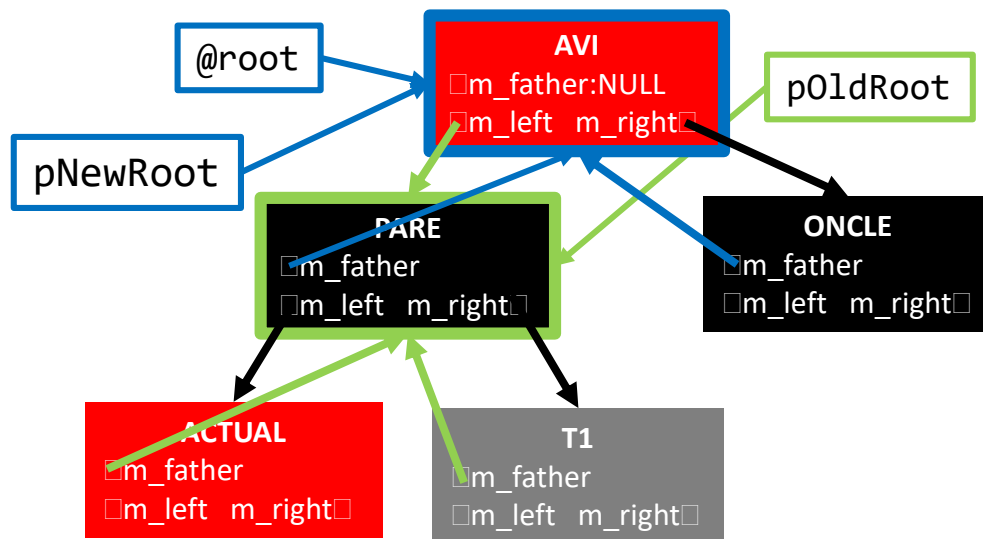 @root
pNewRoot
AVI
□m_father:NULL
□m_left m_right□
pOldRoot
PARE
□m_father
□m_left m_right□
ONCLE
□m_father
□m_left m_right□
ACTUAL
□m_father
□m_left m_right□
T1
□m_father
□m_left m_right□